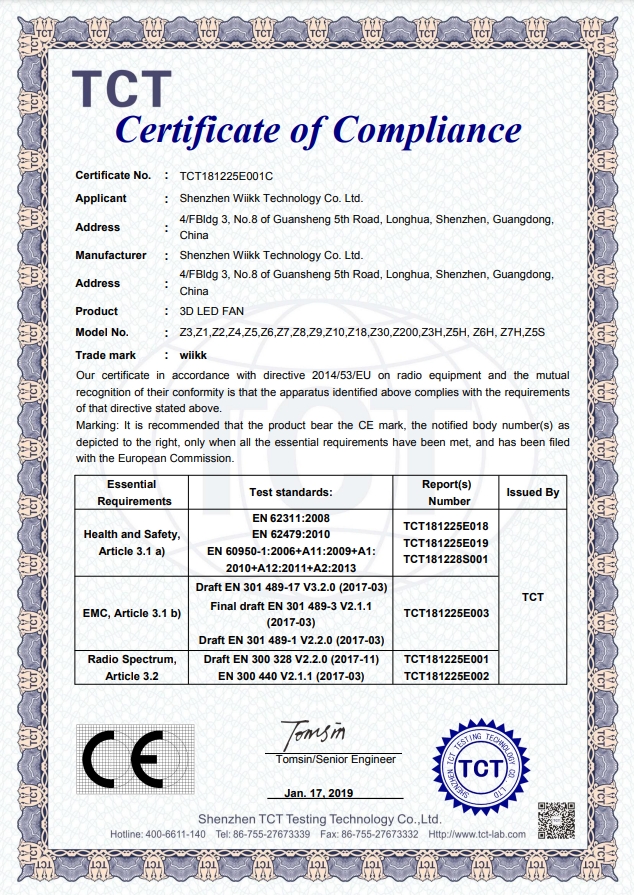 TCT
Certificate of Compliance
Certificate No. : TCT181225E001C
Applicant : Shenzhen Wiikk Technology Co. Ltd.
Address : 4/FBldg 3, No.8 of Guansheng 5th Road, Longhua, Shenzhen, Guangdong,
China
Manufacturer : Shenzhen Wiikk Technology Co. Ltd.
Address : 4/FBldg 3, No.8 of Guansheng 5th Road, Longhua, Shenzhen, Guangdong,
China
Product : 3D LED FAN
Model No. : Z3,Z1,Z2,Z4,Z5,Z6,Z7,Z8,Z9,Z10,Z18,Z30,Z200,Z3H,Z5H, Z6H, Z7H,Z5S
Trade mark : wiikk
Our certificate in accordance with directive 2014/53/EU on radio equipment and the mutual
recognition of their conformity is that the apparatus identified above complies with the requirements
of that directive stated above.
Marking: It is recommended that the product bear the CE mark, the notified body number(s) as
depicted to the right, only when all the essential requirements have been met, and has been filed
with the European Commission.
Essential Requirements Test standards: Report(s) Number Issued By
Health and Safety, Article 3.1 a)
EN 62311:2008
EN 62479:2010
EN 60950-1:2006+A11:2009+A1:
2010+A12:2011+A2:2013
TCT181225E018
TCT181225E019
TCT181228S001
TCT
EMC, Article 3.1 b)
Draft EN 301 489-17 V3.2.0 (2017-03)
Final draft EN 301 489-3 V2.1.1
(2017-03)
Draft EN 301 489-1 V2.2.0 (2017-03)
TCT181225E003
Radio Spectrum, Article 3.2
Draft EN 300 328 V2.2.0 (2017-11)
EN 300 440 V2.1.1 (2017-03)
TCT181225E001
TCT181225E002
CE
Tomsin
Tomsin/Senior Engineer
Jan. 17, 2019
SHENZHEN TCT TESTING TECHNOLOGY CO., LTD
TCT
Shenzhen TCT Testing Technology Co.,Ltd.
Hotline: 400-6611-140 Tel: 86-755-27673339 Fax: 86-755-27673332 Http://www.tct-lab.com